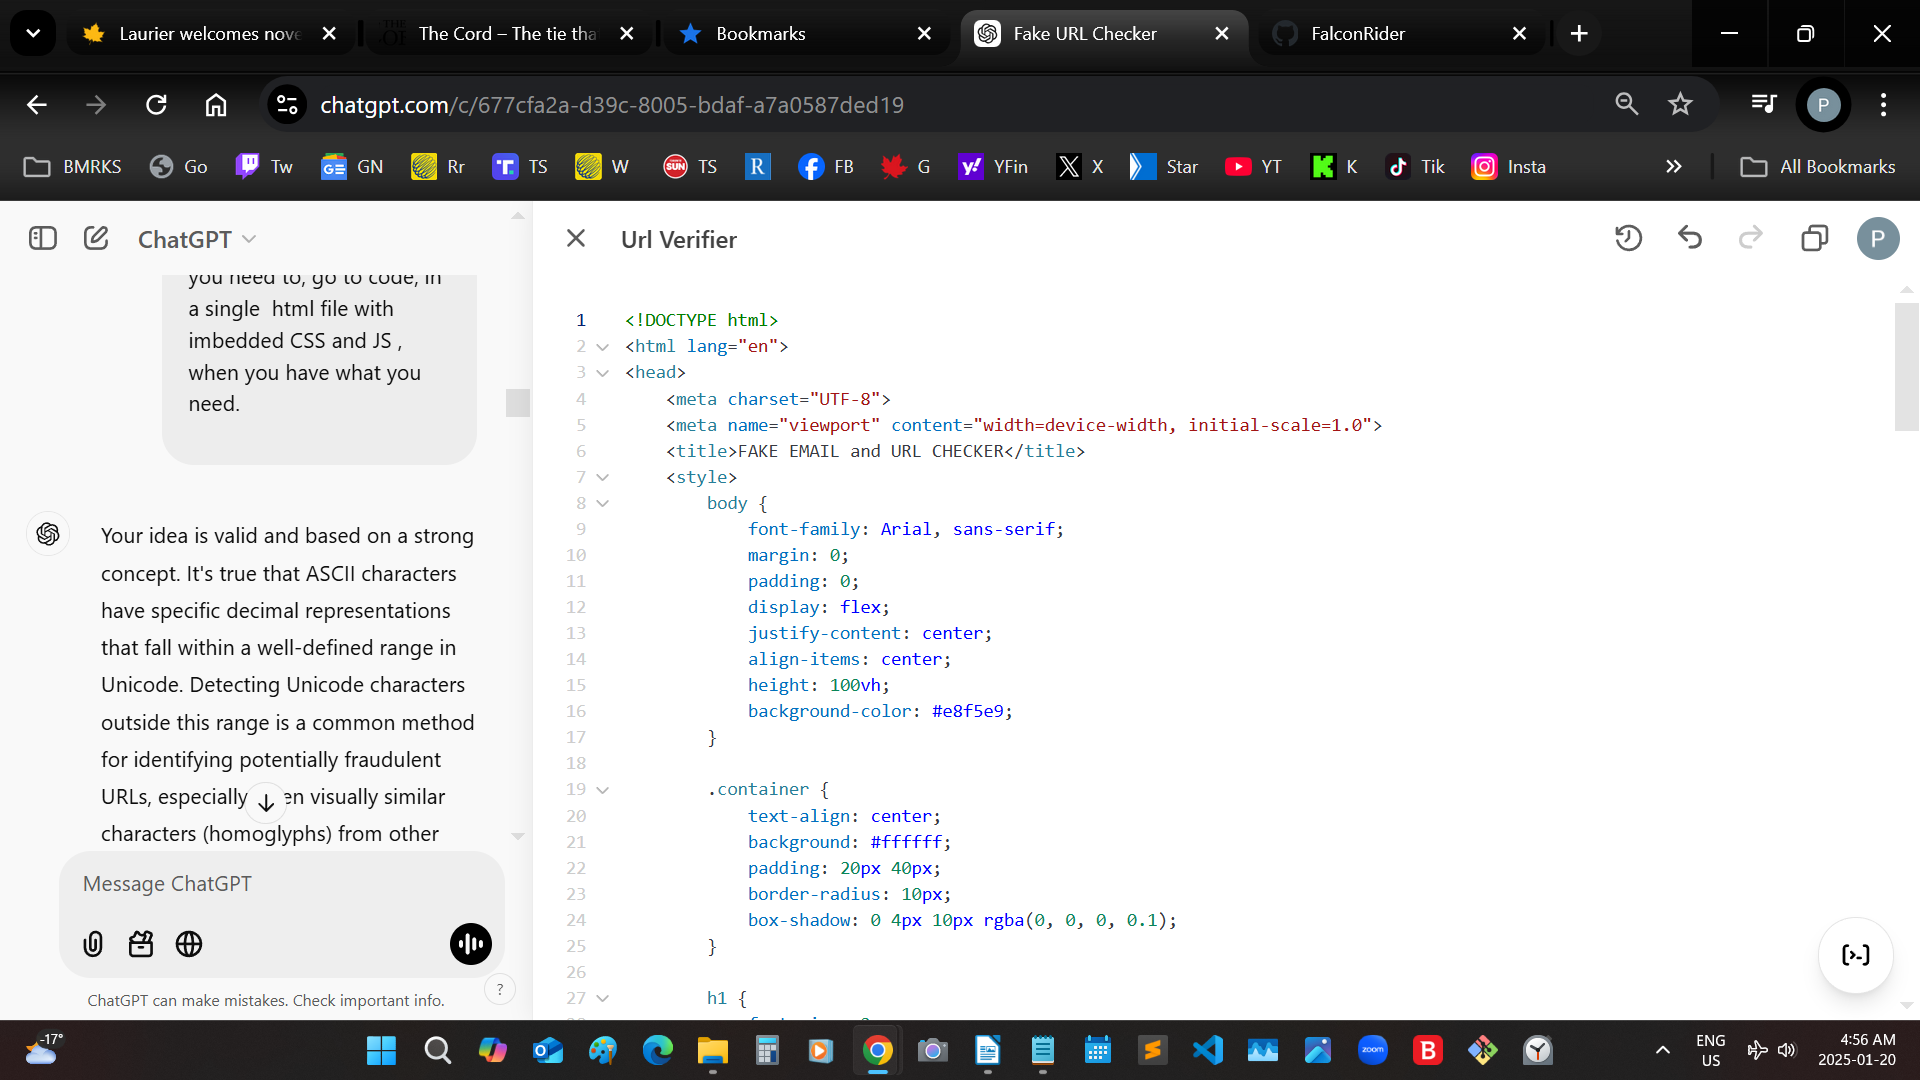 Laurier welcomes nove
The Cord – The tie tha
Bookmarks
Fake URL Checker
FalconRider
chatgpt.com/c/677cfa2a-d39c-8005-bdaf-a7a0587ded19
P
BMRKS
Go
Tw
GN
Rr
TS
W
SUN
TS
R
FB
G
YFin
X
Star
YT
K
Tik
Insta
All Bookmarks
ChatGPT
you need to, go to code, in
a single  html file with
imbedded CSS and JS ,
when you have what you
need.
Your idea is valid and based on a strong
concept. It's true that ASCII characters
have specific decimal representations
that fall within a well-defined range in
Unicode. Detecting Unicode characters
outside this range is a common method
for identifying potentially fraudulent
URLs, especially en visually similar
characters (homoglyphs) from other
Message ChatGPT
ChatGPT can make mistakes. Check important info.
?
Url Verifier
P
1 <!DOCTYPE html>
2 <html lang="en">
3 <head>
4 <meta charset="UTF-8">
5 <meta name="viewport" content="width=device-width, initial-scale=1.0">
6 <title>FAKE EMAIL and URL CHECKER</title>
7 <style>
8 body {
9 font-family: Arial, sans-serif;
10 margin: 0;
11 padding: 0;
12 display: flex;
13 justify-content: center;
14 align-items: center;
15 height: 100vh;
16 background-color: #e8f5e9;
17 }
18
19 .container {
20 text-align: center;
21 background: #ffffff;
22 padding: 20px 40px;
23 border-radius: 10px;
24 box-shadow: 0 4px 10px rgba(0, 0, 0, 0.1);
25 }
26
27 h1 {
-17°
zoom
B
ENG
US
4:56 AM
2025-01-20